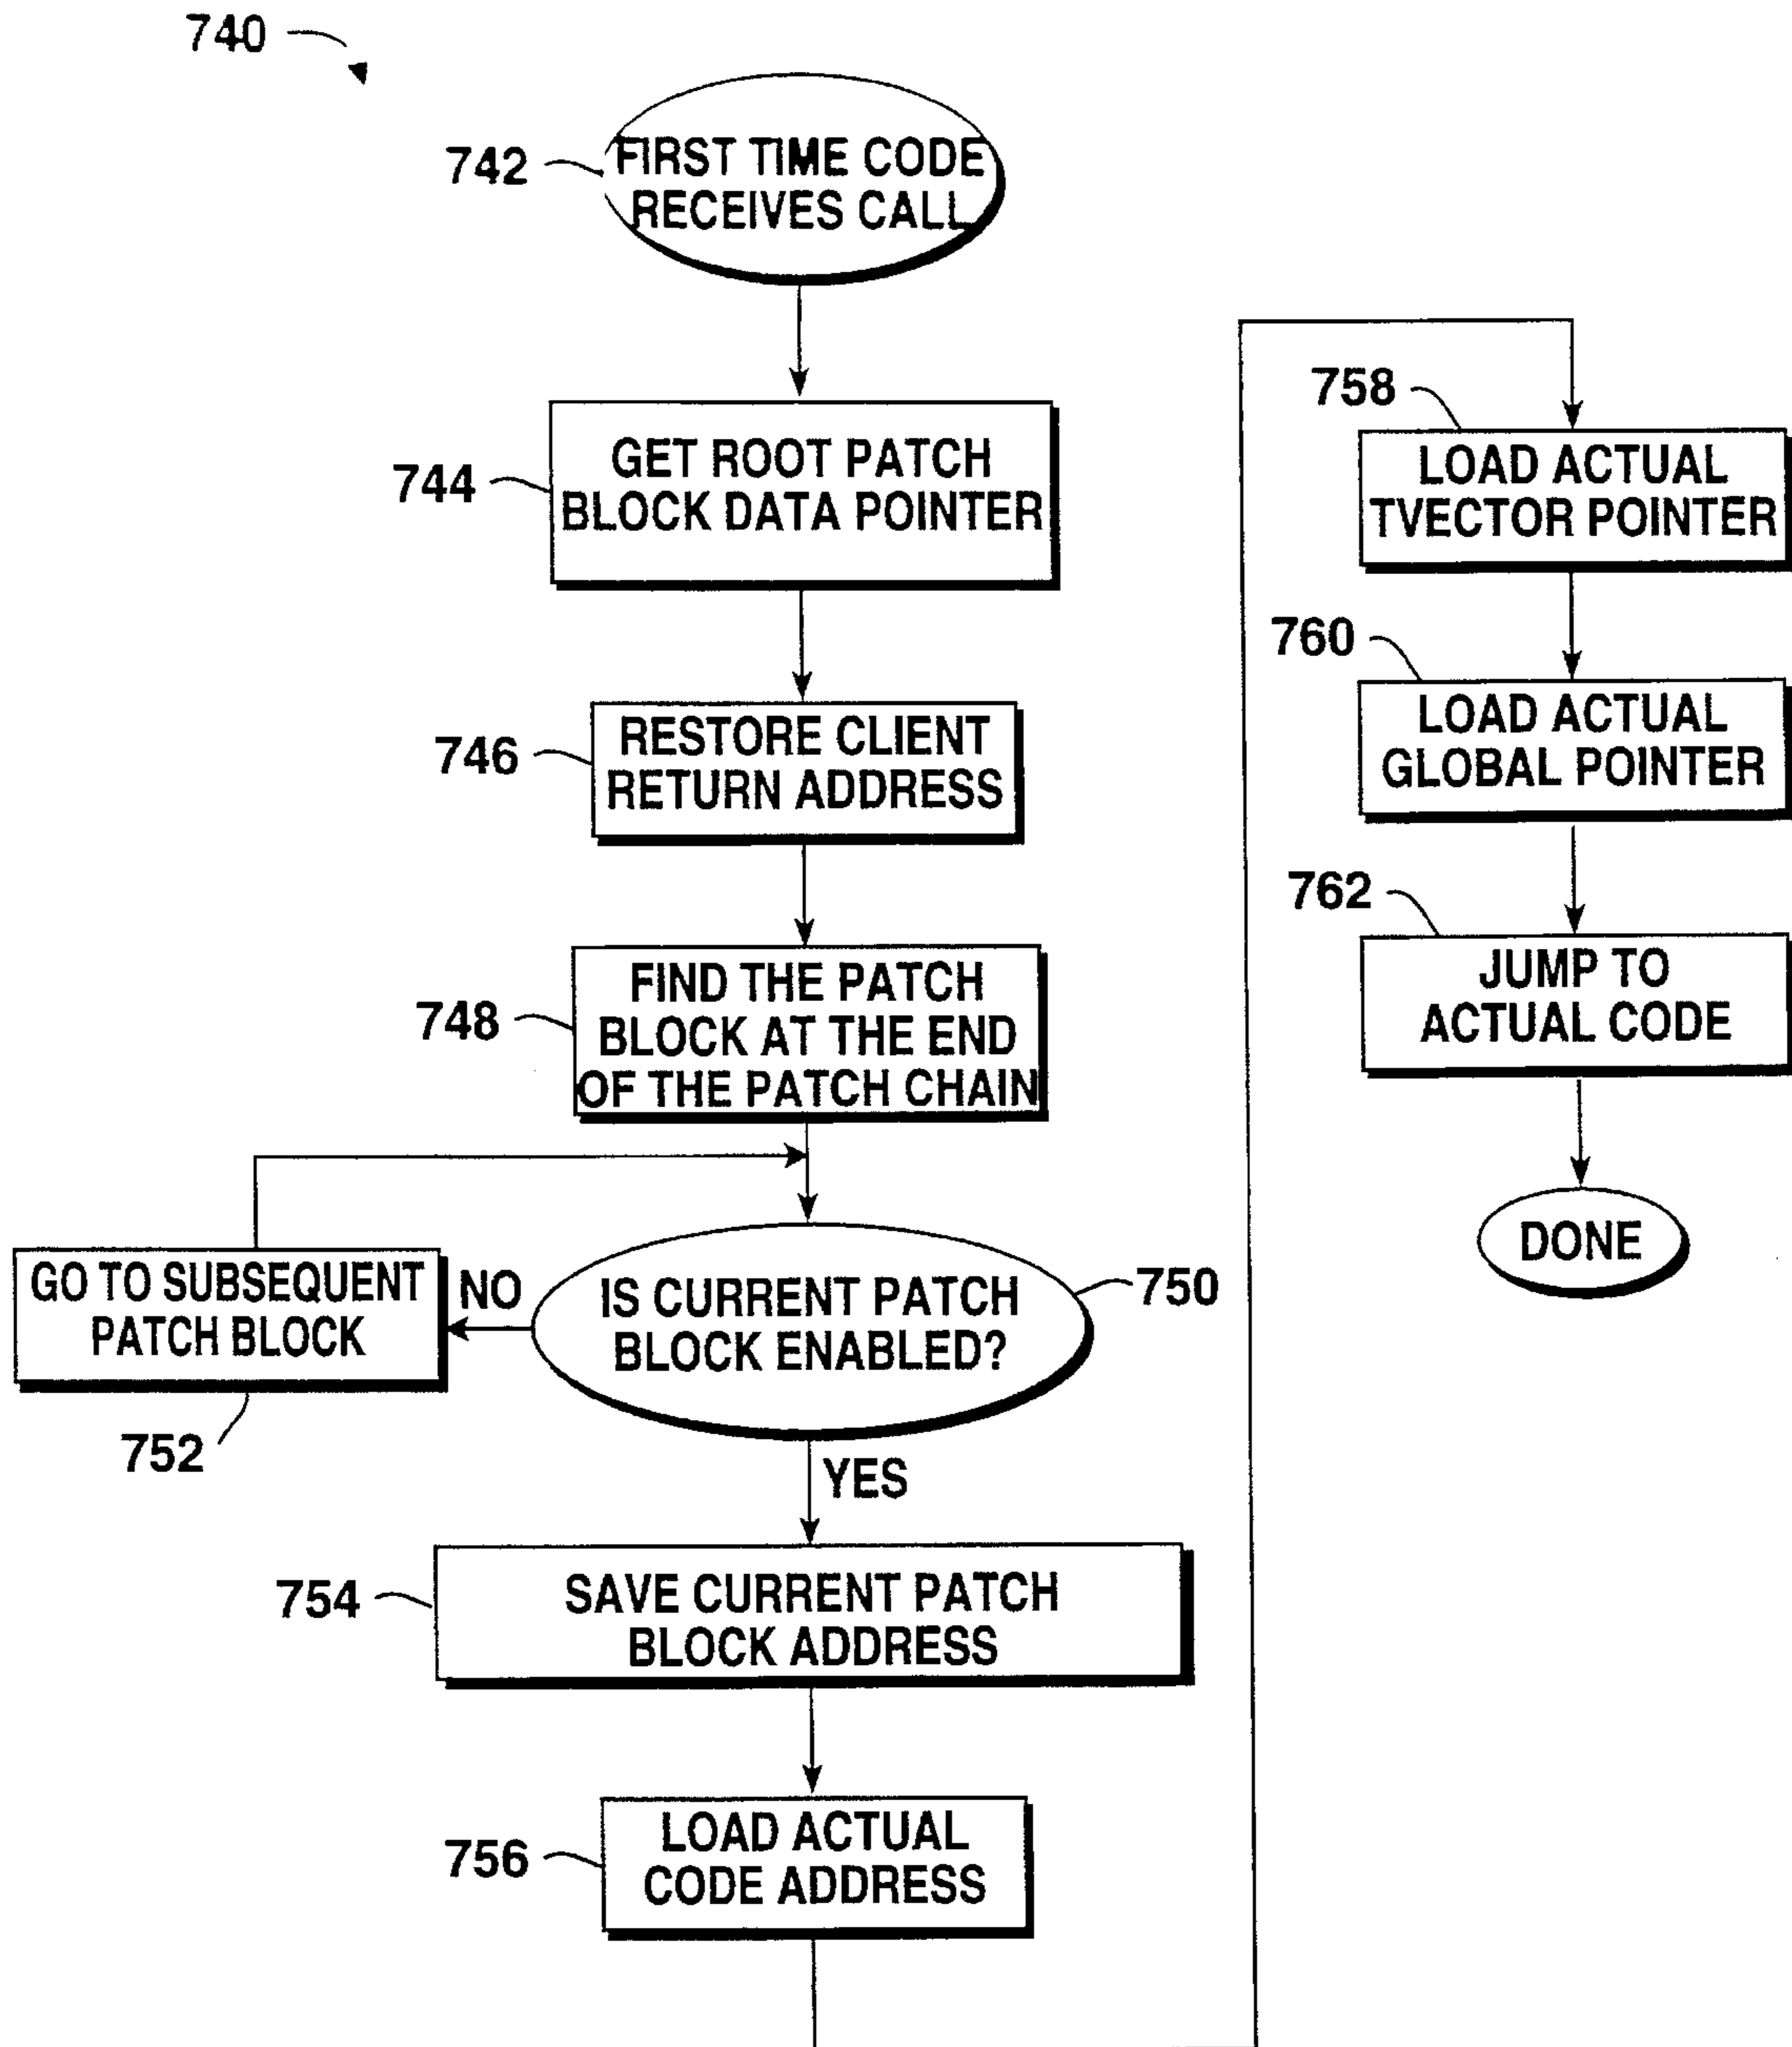 740
742
FIRST TIME CODE
RECEIVES CALL
744
GET ROOT PATCH
BLOCK DATA POINTER
746
RESTORE CLIENT
RETURN ADDRESS
748
FIND THE PATCH
BLOCK AT THE END
OF THE PATCH CHAIN
750
IS CURRENT PATCH
BLOCK ENABLED?
NO
GO TO SUBSEQUENT
PATCH BLOCK
752
YES
754
SAVE CURRENT PATCH
BLOCK ADDRESS
756
LOAD ACTUAL
CODE ADDRESS
758
LOAD ACTUAL
TVECTOR POINTER
760
LOAD ACTUAL
GLOBAL POINTER
762
JUMP TO
ACTUAL CODE
DONE